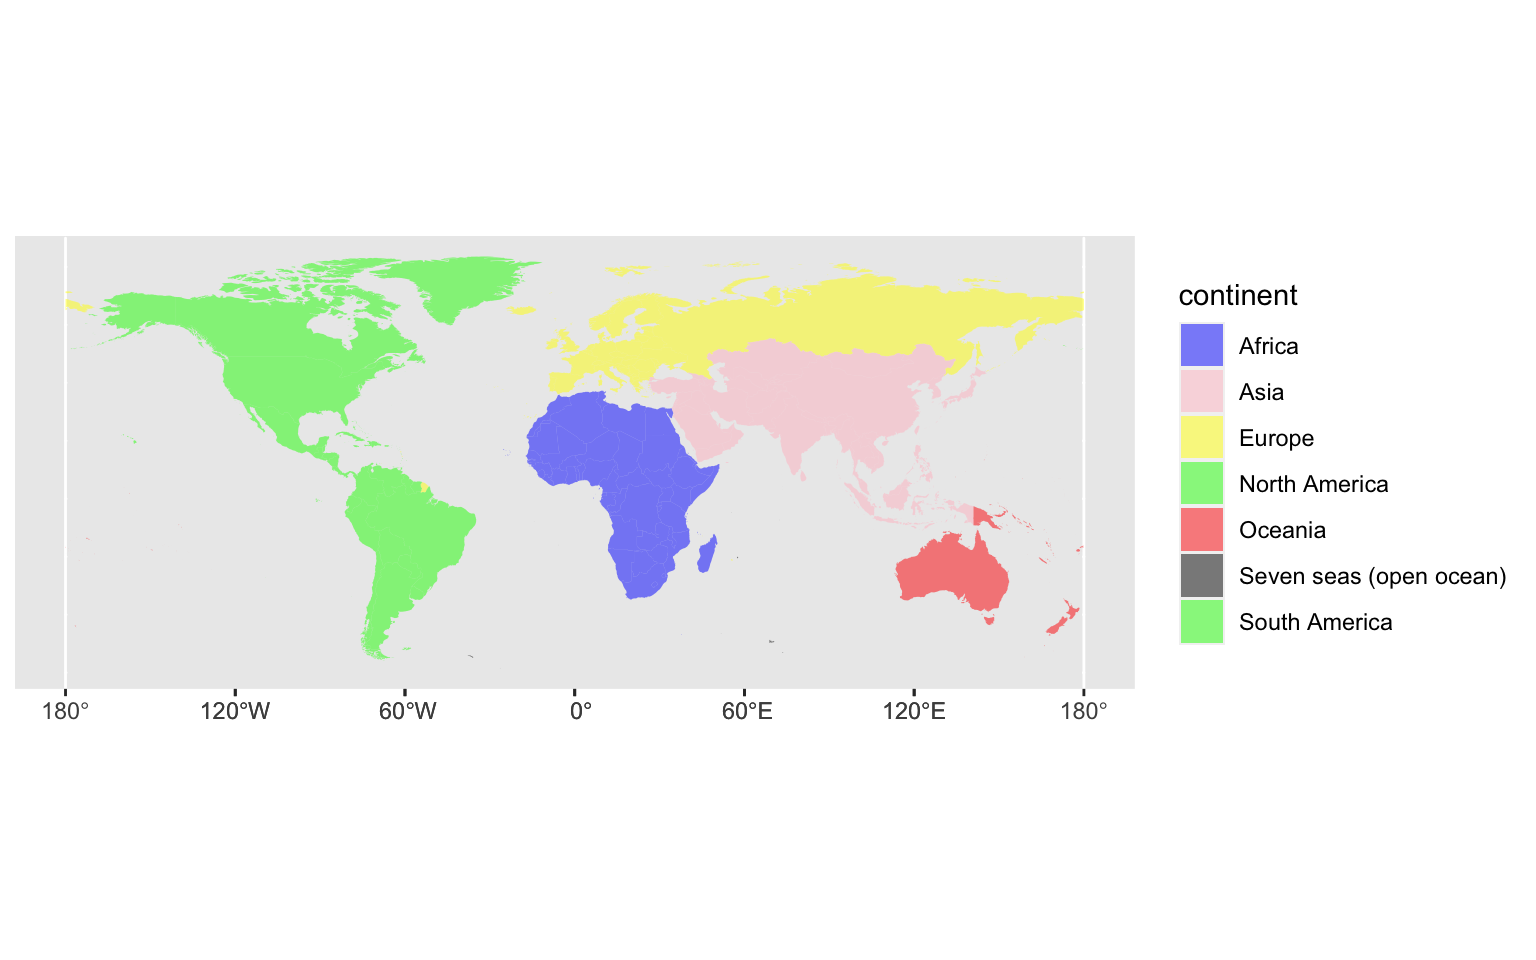 continent
Africa
Asia
Europe
North America
Oceania
Seven seas (open ocean)
South America
180° 120°W 60°W 0° 60°E 120°E 180°